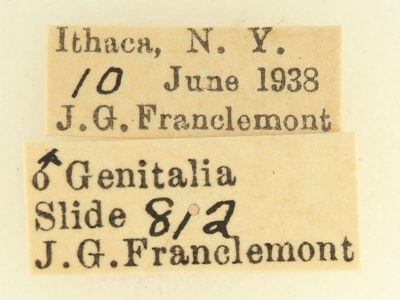 Ithaca, N. Y.
10 June 1938
J.G. Franclemont
♂ Genitalia
Slide 812
J.G. Franclemont